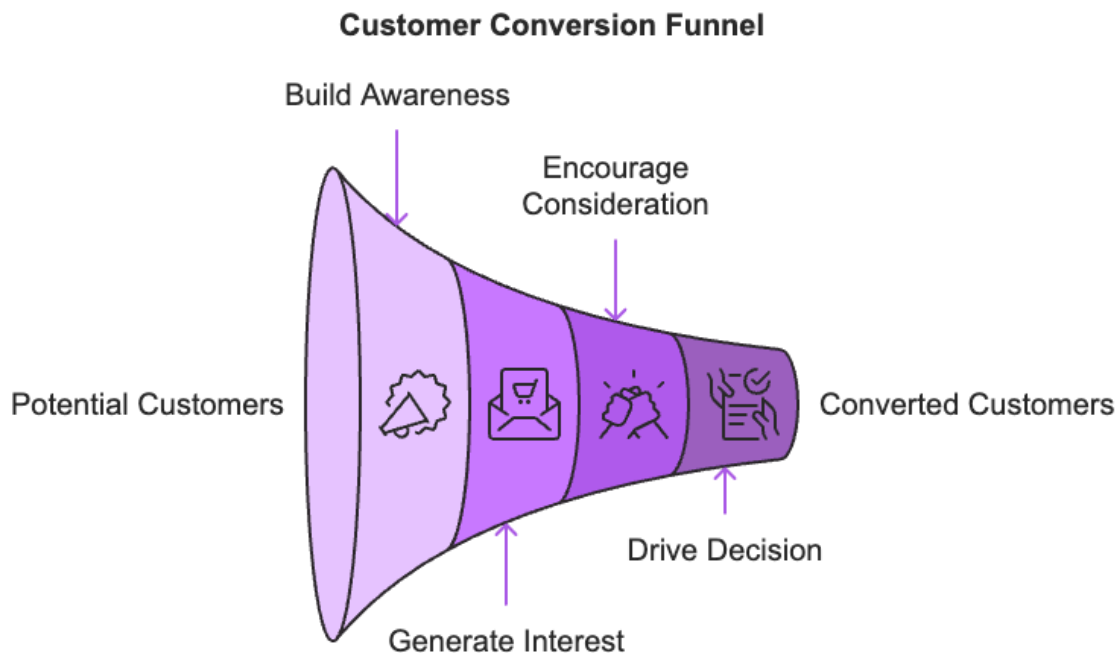 Customer Conversion Funnel
Build Awareness
Encourage
Consideration
Potential Customers
Converted Customers
Drive Decision
Generate Interest